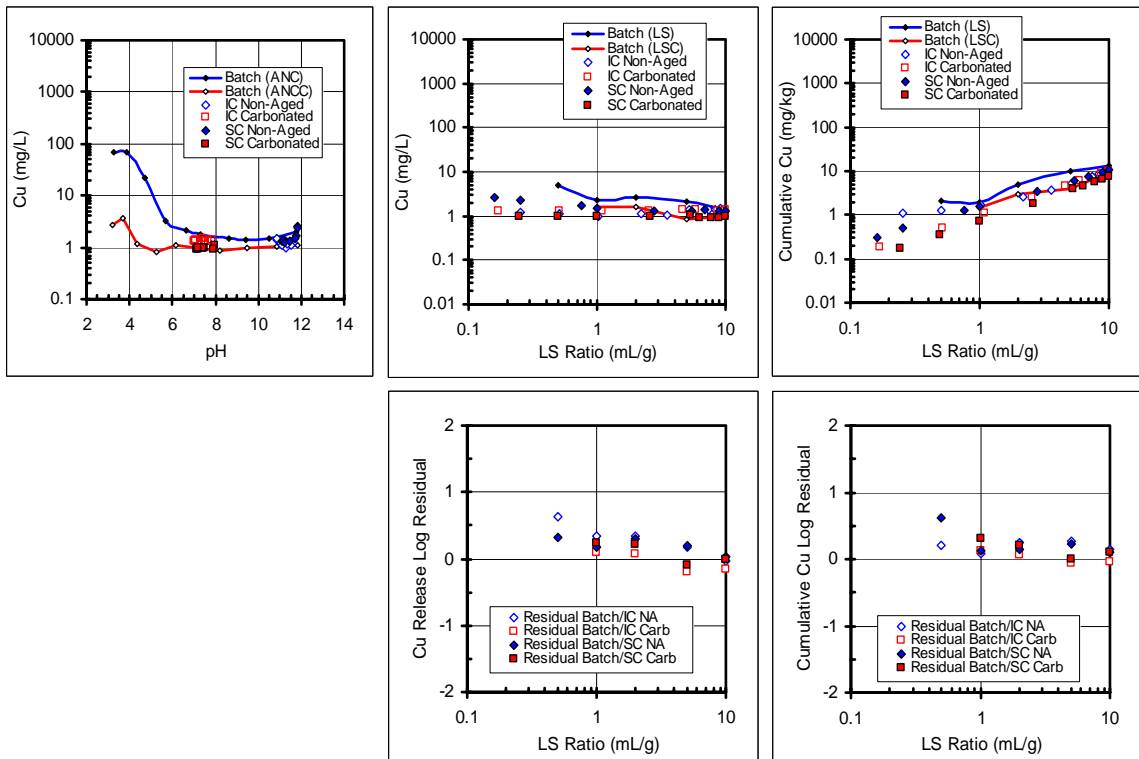 10000
1000
100
10
1
0.1
Cu (mg/L)
Batch (ANC)
Batch (ANCC)
IC Non-Aged
IC Carbonated
SC Non-Aged
SC Carbonated
2 4 6 8 10 12 14
pH
10000
1000
100
10
1
0.1
0.01
Cu (mg/L)
Batch (LS)
Batch (LSC)
IC Non-Aged
IC Carbonated
SC Non-Aged
SC Carbonated
0.1 1 10
LS Ratio (mL/g)
10000
1000
100
10
1
0.1
0.01
Cumulative Cu (mg/kg)
Batch (LS)
Batch (LSC)
IC Non-Aged
IC Carbonated
SC Non-Aged
SC Carbonated
0.1 1 10
LS Ratio (mL/g)
2
1
0
-1
-2
Cu Release Log Residual
Residual Batch/IC NA
Residual Batch/IC Carb
Residual Batch/SC NA
Residual Batch/SC Carb
0.1 1 10
LS Ratio (mL/g)
2
1
0
-1
-2
Cumulative Cu Log Residual
Residual Batch/IC NA
Residual Batch/IC Carb
Residual Batch/SC NA
Residual Batch/SC Carb
0.1 1 10
LS Ratio (mL/g)